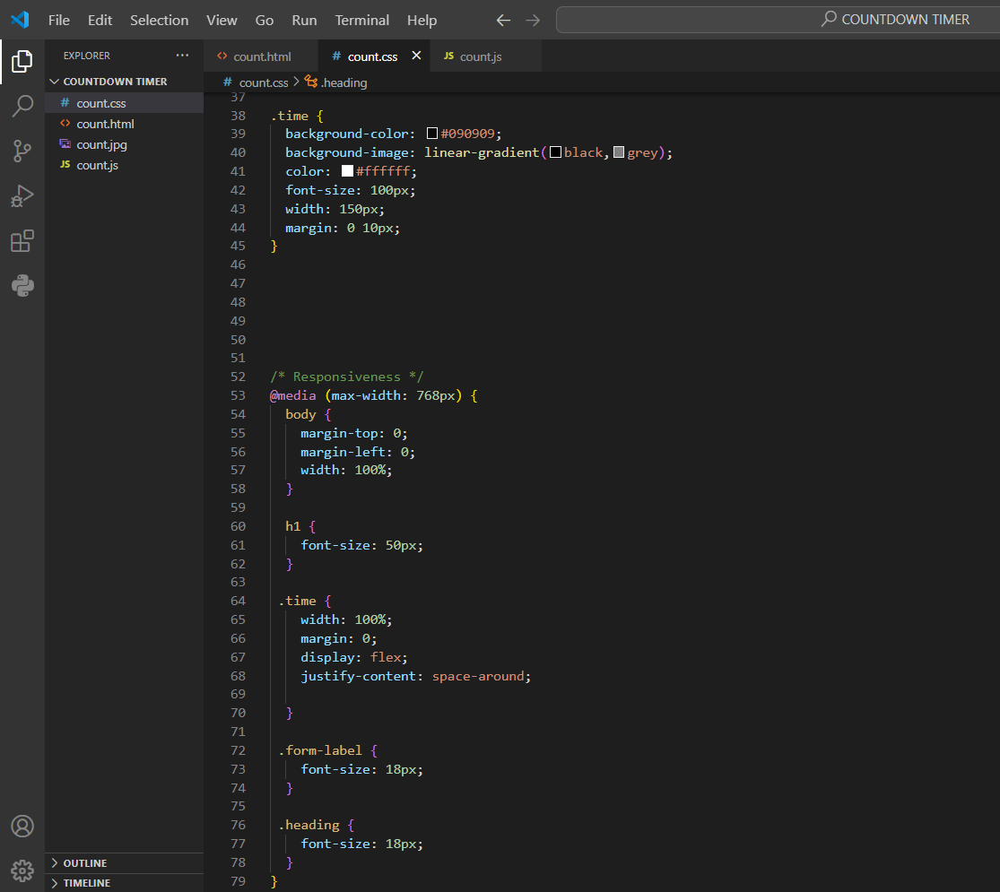 File Edit Selection View Go Run Terminal Help
COUNTDOWN TIMER
EXPLORER
COUNTDOWN TIMER
# count.css
<> count.html
count.jpg
JS count.js
OUTLINE
TIMELINE
<> count.html # count.css JS count.js
# count.css > .heading
37
38 .time {
39 background-color: #090909;
40 background-image: linear-gradient(black,grey);
41 color: #ffffff;
42 font-size: 100px;
43 width: 150px;
44 margin: 0 10px;
45 }
46
47
48
49
50
51
52 /* Responsiveness */
53 @media (max-width: 768px) {
54 body {
55 margin-top: 0;
56 margin-left: 0;
57 width: 100%;
58 }
59
60 h1 {
61 font-size: 50px;
62 }
63
64 .time {
65 width: 100%;
66 margin: 0;
67 display: flex;
68 justify-content: space-around;
69
70 }
71
72 .form-label {
73 font-size: 18px;
74 }
75
76 .heading {
77 font-size: 18px;
78 }
79 }